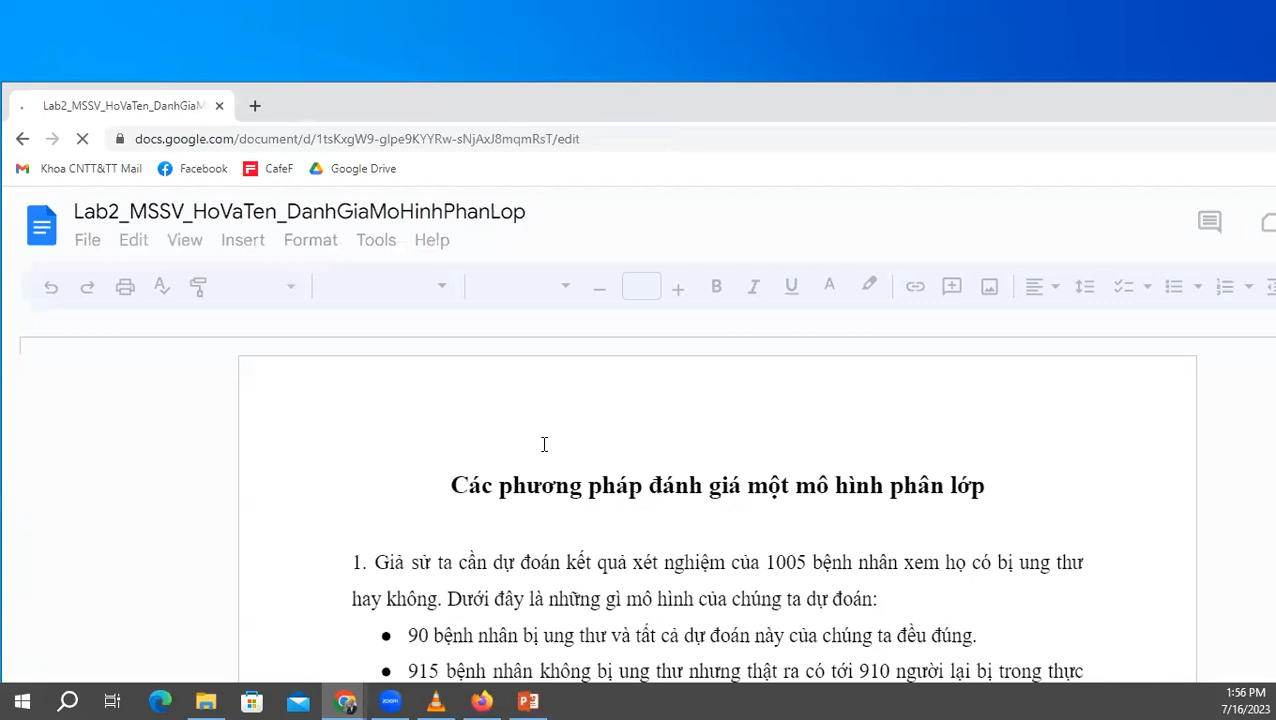 Lab2_MSSV_HoVaTen_DanhGiaM
docs.google.com/document/d/1tsKxgW9-glpe9KYYRw-sNjAxJ8mqmRsT/edit
Khoa CNTT&TT Mail Facebook CafeF Google Drive
Lab2_MSSV_HoVaTen_DanhGiaMoHinhPhanLop
File Edit View Insert Format Tools Help
B I U A
Các phương pháp đánh giá một mô hình phân lớp
1. Giả sử ta cần dự đoán kết quả xét nghiệm của 1005 bệnh nhân xem họ có bị ung thư
hay không. Dưới đây là những gì mô hình của chúng ta dự đoán:
● 90 bệnh nhân bị ung thư và tất cả dự đoán này của chúng ta đều đúng.
● 915 bệnh nhân không bị ung thư nhưng thật ra có tới 910 người lại bị trong thực
zoom
1:56 PM
7/16/2023